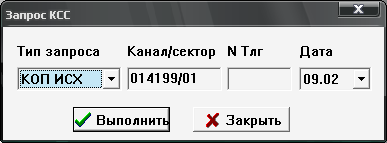 Запрос КСС
Тип запроса Канал/сектор N Тлг Дата
КОП ИСХ 014199/01 09.02
Выполнить Закрыть